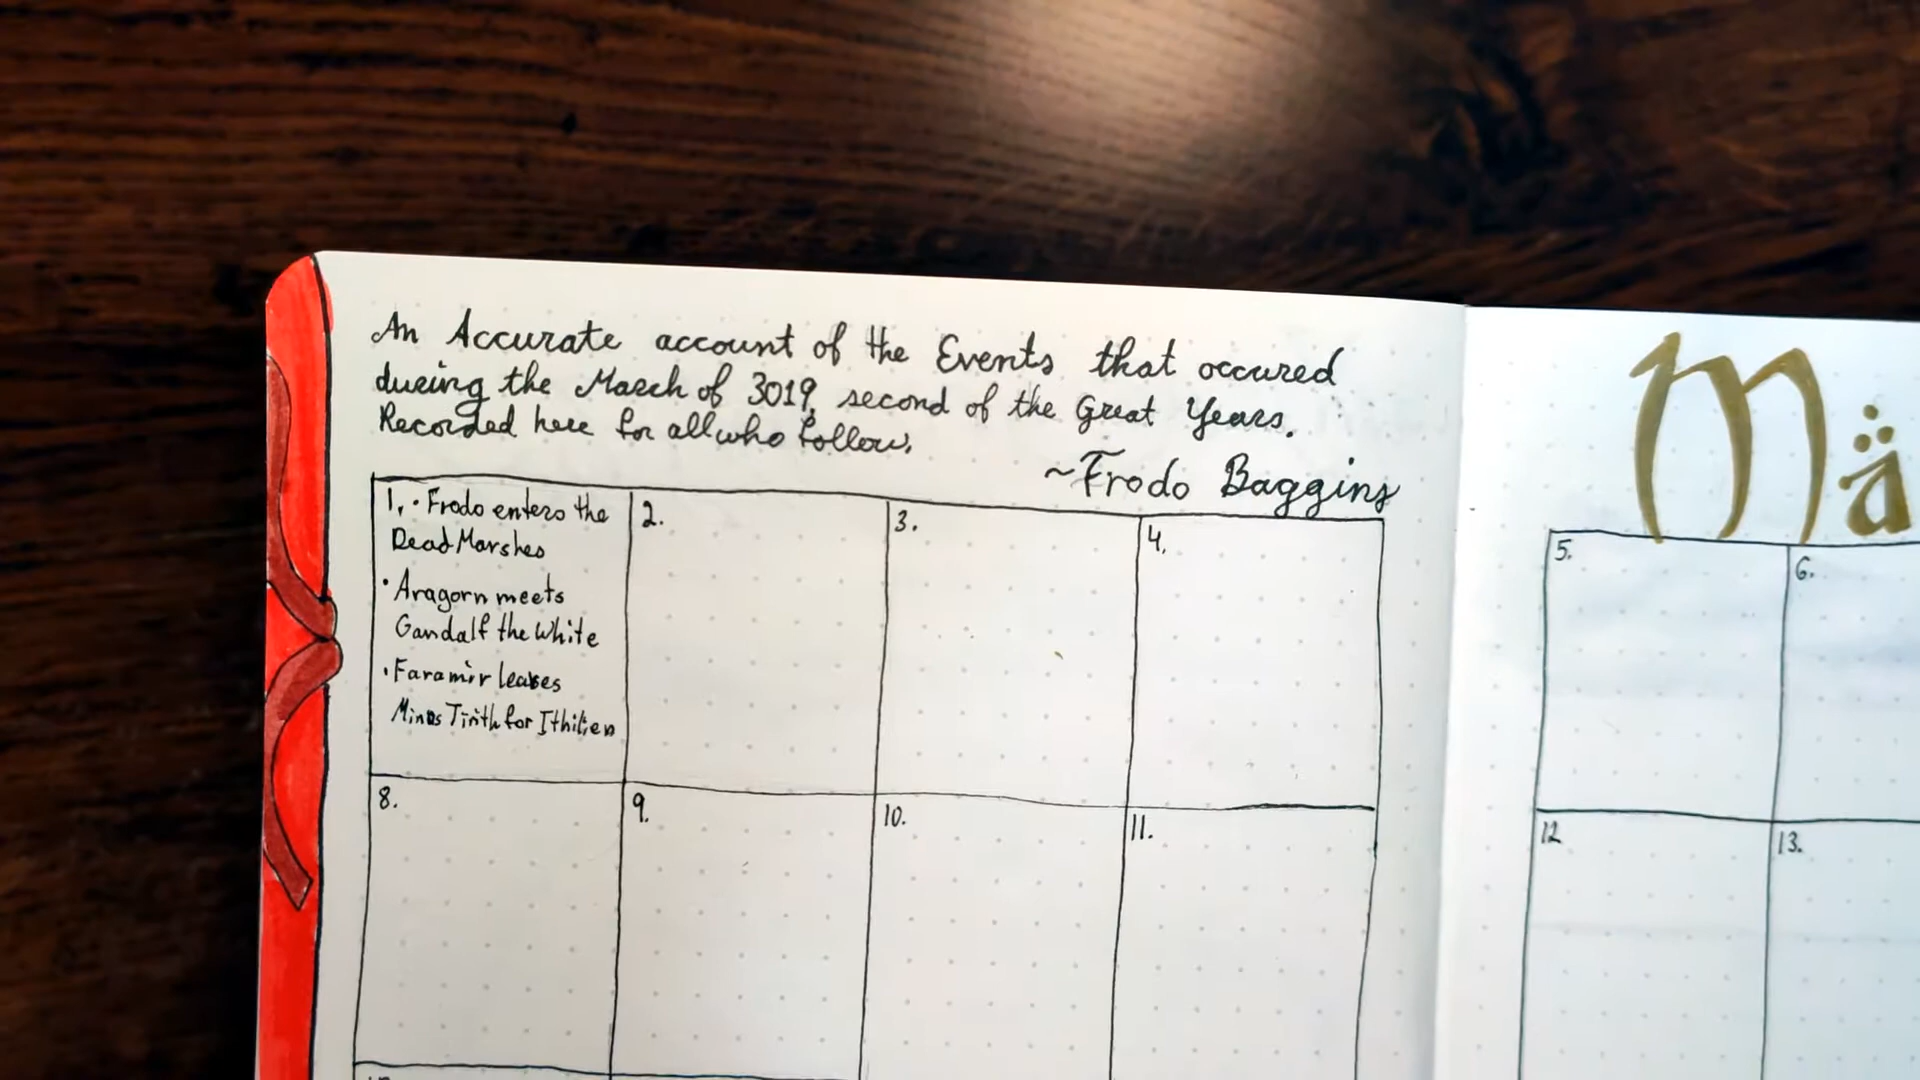 An Accurate account of the Events that occured
during the March of 3019, second of the Great Years.
Recorded here for all who follow.
~Frodo Baggins
Mä
1. · Frodo enters the
Dead Marshes
· Aragorn meets
Gandalf the White
· Faramir leaves
Minas Tirith for Ithilien
2.
3.
4.
5.
6.
8.
9.
10.
11.
12
13.